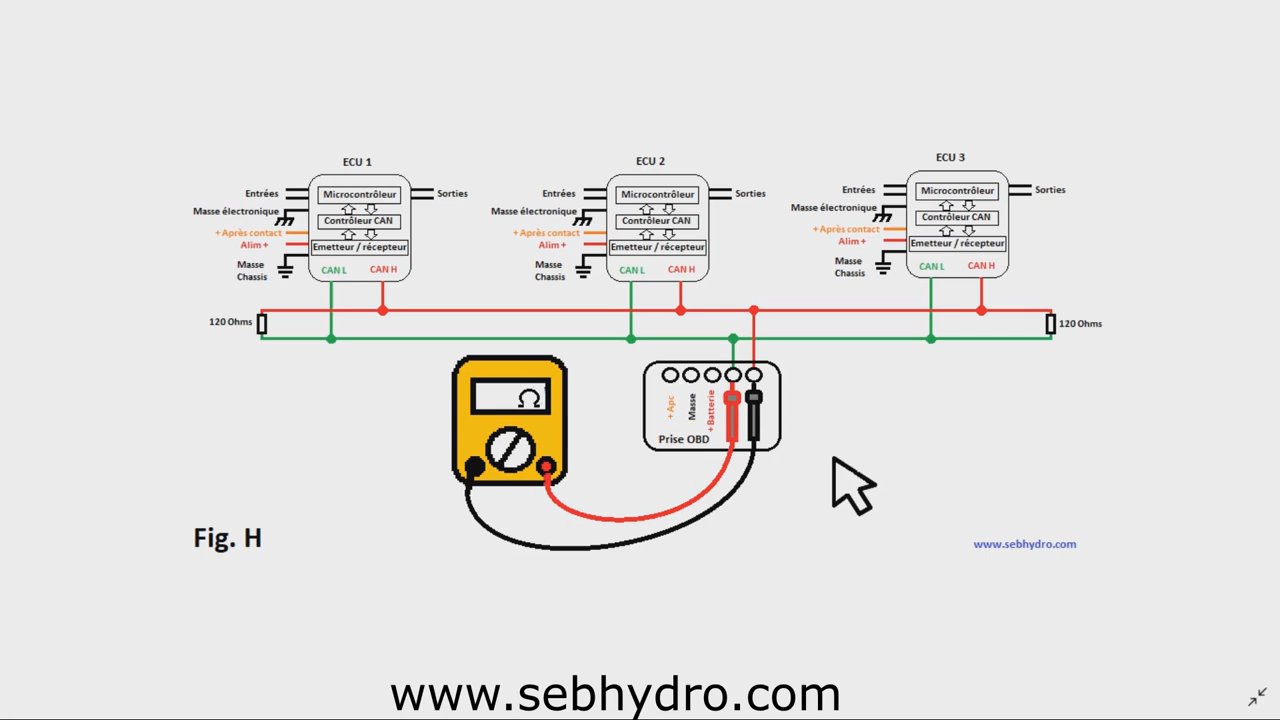 ECU 1
Entrées
Masse électronique
+ Après contact
Alim +
Masse
Chassis
Microcontrôleur
Contrôleur CAN
Emetteur / récepteur
CAN L
CAN H
Sorties
ECU 2
Entrées
Masse électronique
+ Après contact
Alim +
Masse
Chassis
Microcontrôleur
Contrôleur CAN
Emetteur / récepteur
CAN L
CAN H
Sorties
ECU 3
Entrées
Masse électronique
+ Après contact
Alim +
Masse
Chassis
Microcontrôleur
Contrôleur CAN
Emetteur / récepteur
CAN L
CAN H
Sorties
120 Ohms
120 Ohms
Ω
+ Apc
Masse
+ Batterie
Prise OBD
Fig. H
www.sebhydro.com
www.sebhydro.com